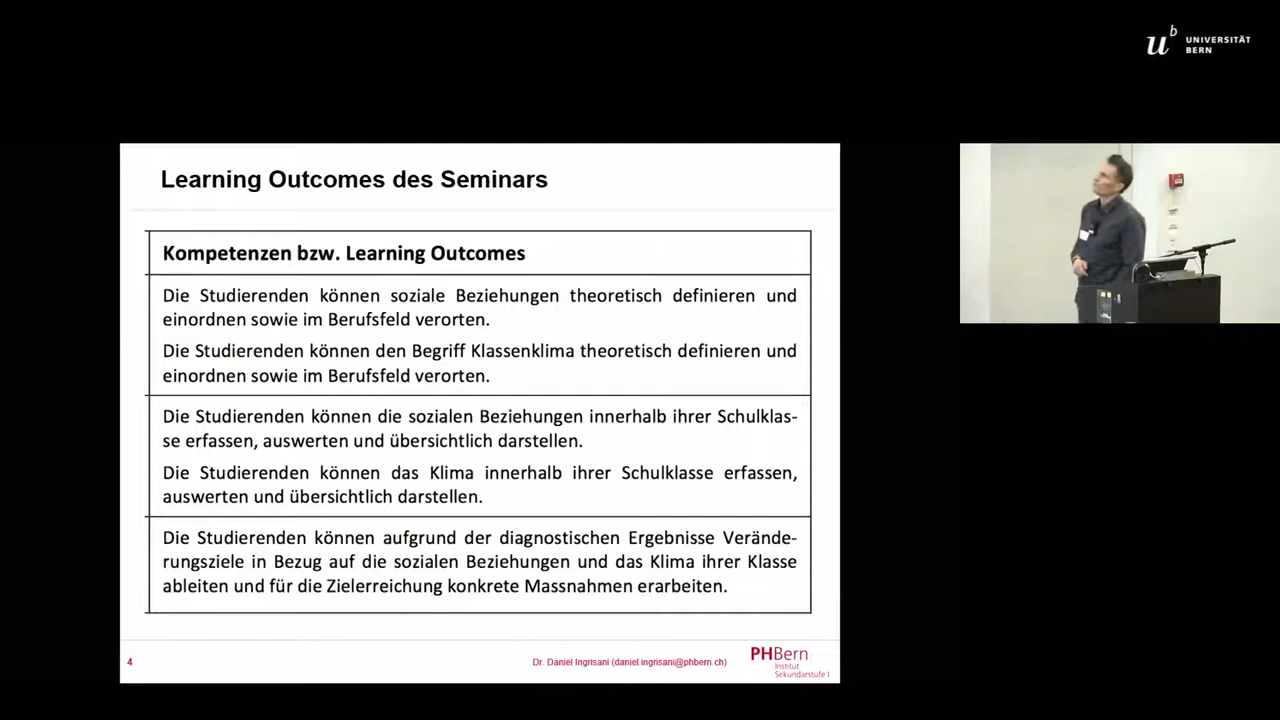 u b UNIVERSITÄT
BERN
Learning Outcomes des Seminars
Kompetenzen bzw. Learning Outcomes
Die Studierenden können soziale Beziehungen theoretisch definieren und
einordnen sowie im Berufsfeld verorten.
Die Studierenden können den Begriff Klassenklima theoretisch definieren und
einordnen sowie im Berufsfeld verorten.
Die Studierenden können die sozialen Beziehungen innerhalb ihrer Schulklas-
se erfassen, auswerten und übersichtlich darstellen.
Die Studierenden können das Klima innerhalb ihrer Schulklasse erfassen,
auswerten und übersichtlich darstellen.
Die Studierenden können aufgrund der diagnostischen Ergebnisse Verände-
rungsziele in Bezug auf die sozialen Beziehungen und das Klima ihrer Klasse
ableiten und für die Zielerreichung konkrete Massnahmen erarbeiten.
4
Dr. Daniel Ingrisani (daniel.ingrisani@phbern.ch)
PHBern
Institut
Sekundarstufe I